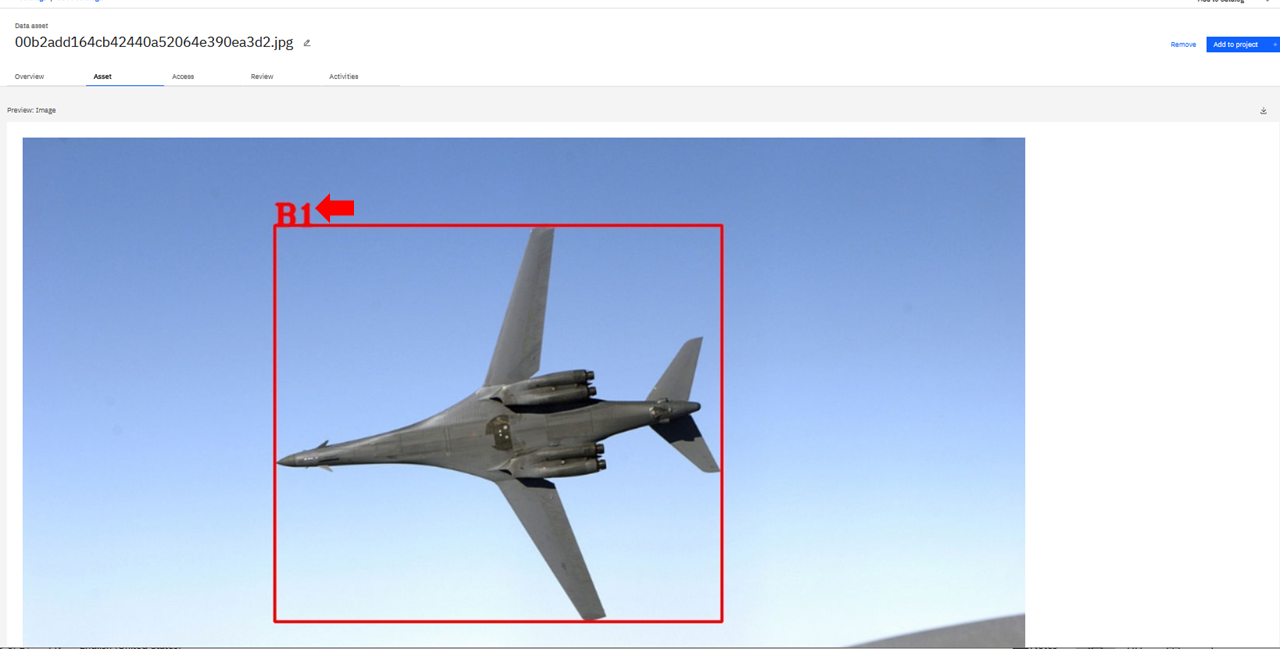 Data asset
00b2add164cb42440a52064e390ea3d2.jpg
Remove
Add to project
Overview
Asset
Access
Review
Activities
Preview: Image
B1